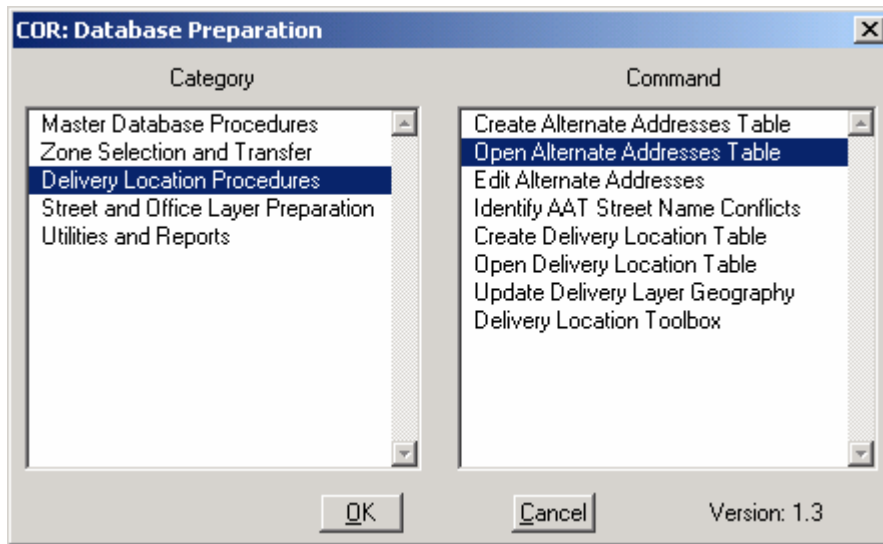 COR: Database Preparation
Category
Command
Master Database Procedures
Zone Selection and Transfer
Delivery Location Procedures
Street and Office Layer Preparation
Utilities and Reports
Create Alternate Addresses Table
Open Alternate Addresses Table
Edit Alternate Addresses
Identify AAT Street Name Conflicts
Create Delivery Location Table
Open Delivery Location Table
Update Delivery Layer Geography
Delivery Location Toolbox
OK
Cancel
Version: 1.3